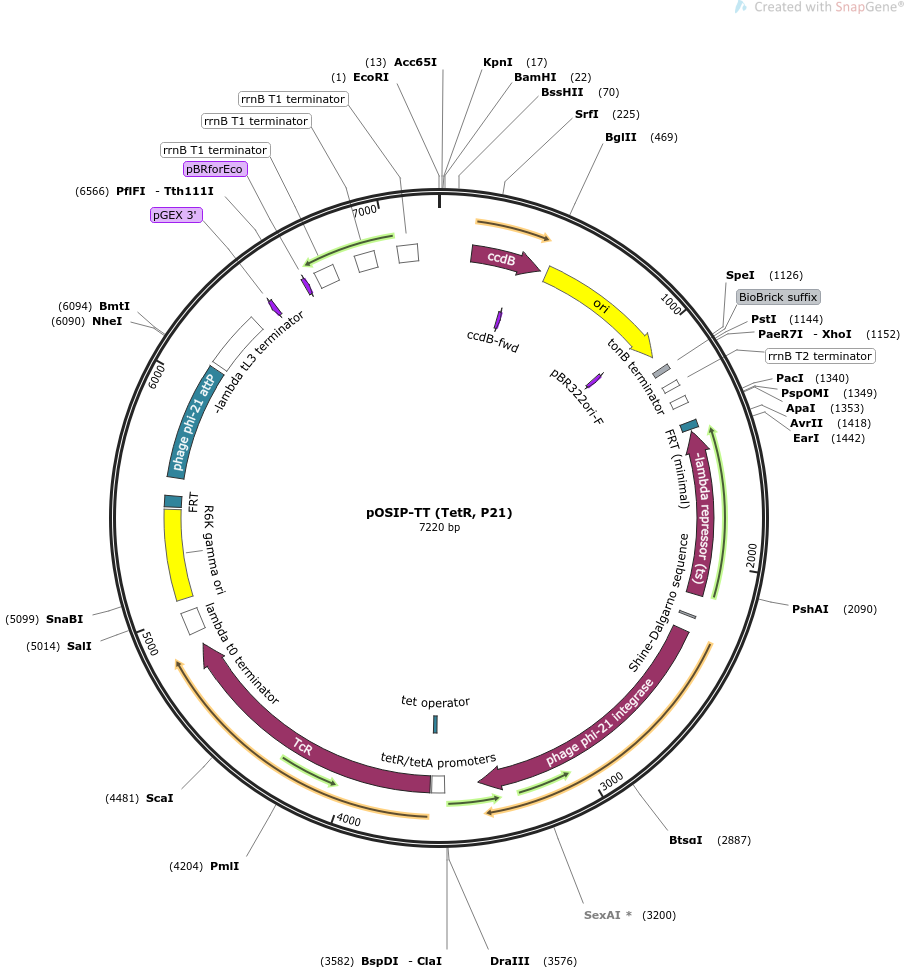 Created with SnapGene®
(13) Acc65I
(1) EcoRI
KpnI (17)
BamHI (22)
BssHII (70)
SrfI (225)
BglII (469)
rrnB T1 terminator
rrnB T1 terminator
rrnB T1 terminator
pBRforEco
(6566) PflFI - Tth111I
pGEX 3'
(6094) BmtI
(6090) NheI
SpeI (1126)
BioBrick suffix
PstI (1144)
PaeR7I - XhoI (1152)
rrnB T2 terminator
PacI (1340)
PspOMI (1349)
ApaI (1353)
AvrII (1418)
EarI (1442)
7000
1000
2000
3000
4000
5000
6000
ccdB
ori
ccdB-fwd
pBR322ori-F
tonB terminator
FRT (minimal)
-lambda repressor (ts)
Shine-Dalgarno sequence
phage phi-21 integrase
-lambda tL3 terminator
phage phi-21 attP
FRT
R6K gamma ori
lambda t0 terminator
TcR
tet operator
tetR/tetA promoters
pOSIP-TT (TetR, P21)
7220 bp
PshAI (2090)
(5099) SnaBI
(5014) SalI
(4481) ScaI
(4204) PmlI
BtsαI (2887)
SexAI * (3200)
(3582) BspDI - ClaI
DraIII (3576)